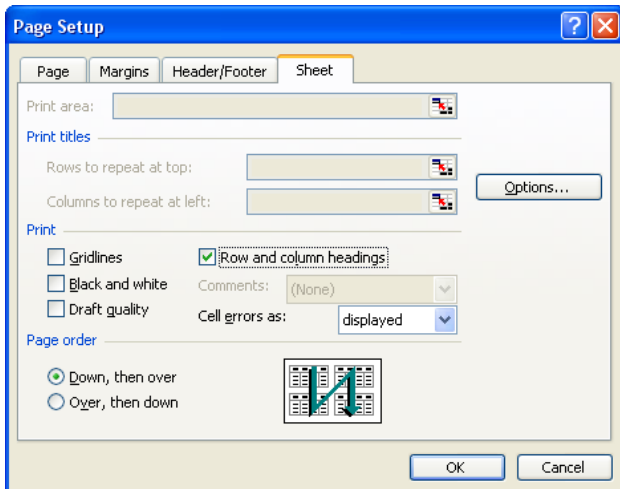 Page Setup
Page Margins Header/Footer Sheet
Print area:
Print titles
Rows to repeat at top:
Columns to repeat at left:
Options...
Print
Gridlines Row and column headings
Black and white Comments: (None)
Draft quality Cell errors as: displayed
Page order
Down, then over
Over, then down
OK Cancel